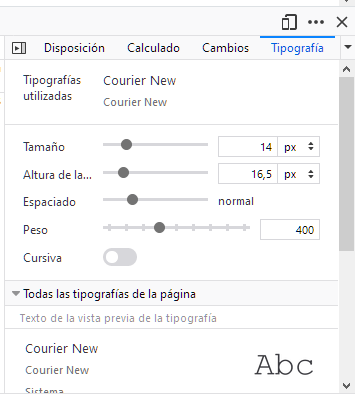 Disposición Calculado Cambios Tipografía
Tipografías utilizadas Courier New
Courier New
Tamaño 14 px
Altura de la... 16,5 px
Espaciado normal
Peso 400
Cursiva
Todas las tipografías de la página
Texto de la vista previa de la tipografía
Courier New
Courier New Abc
Sistema